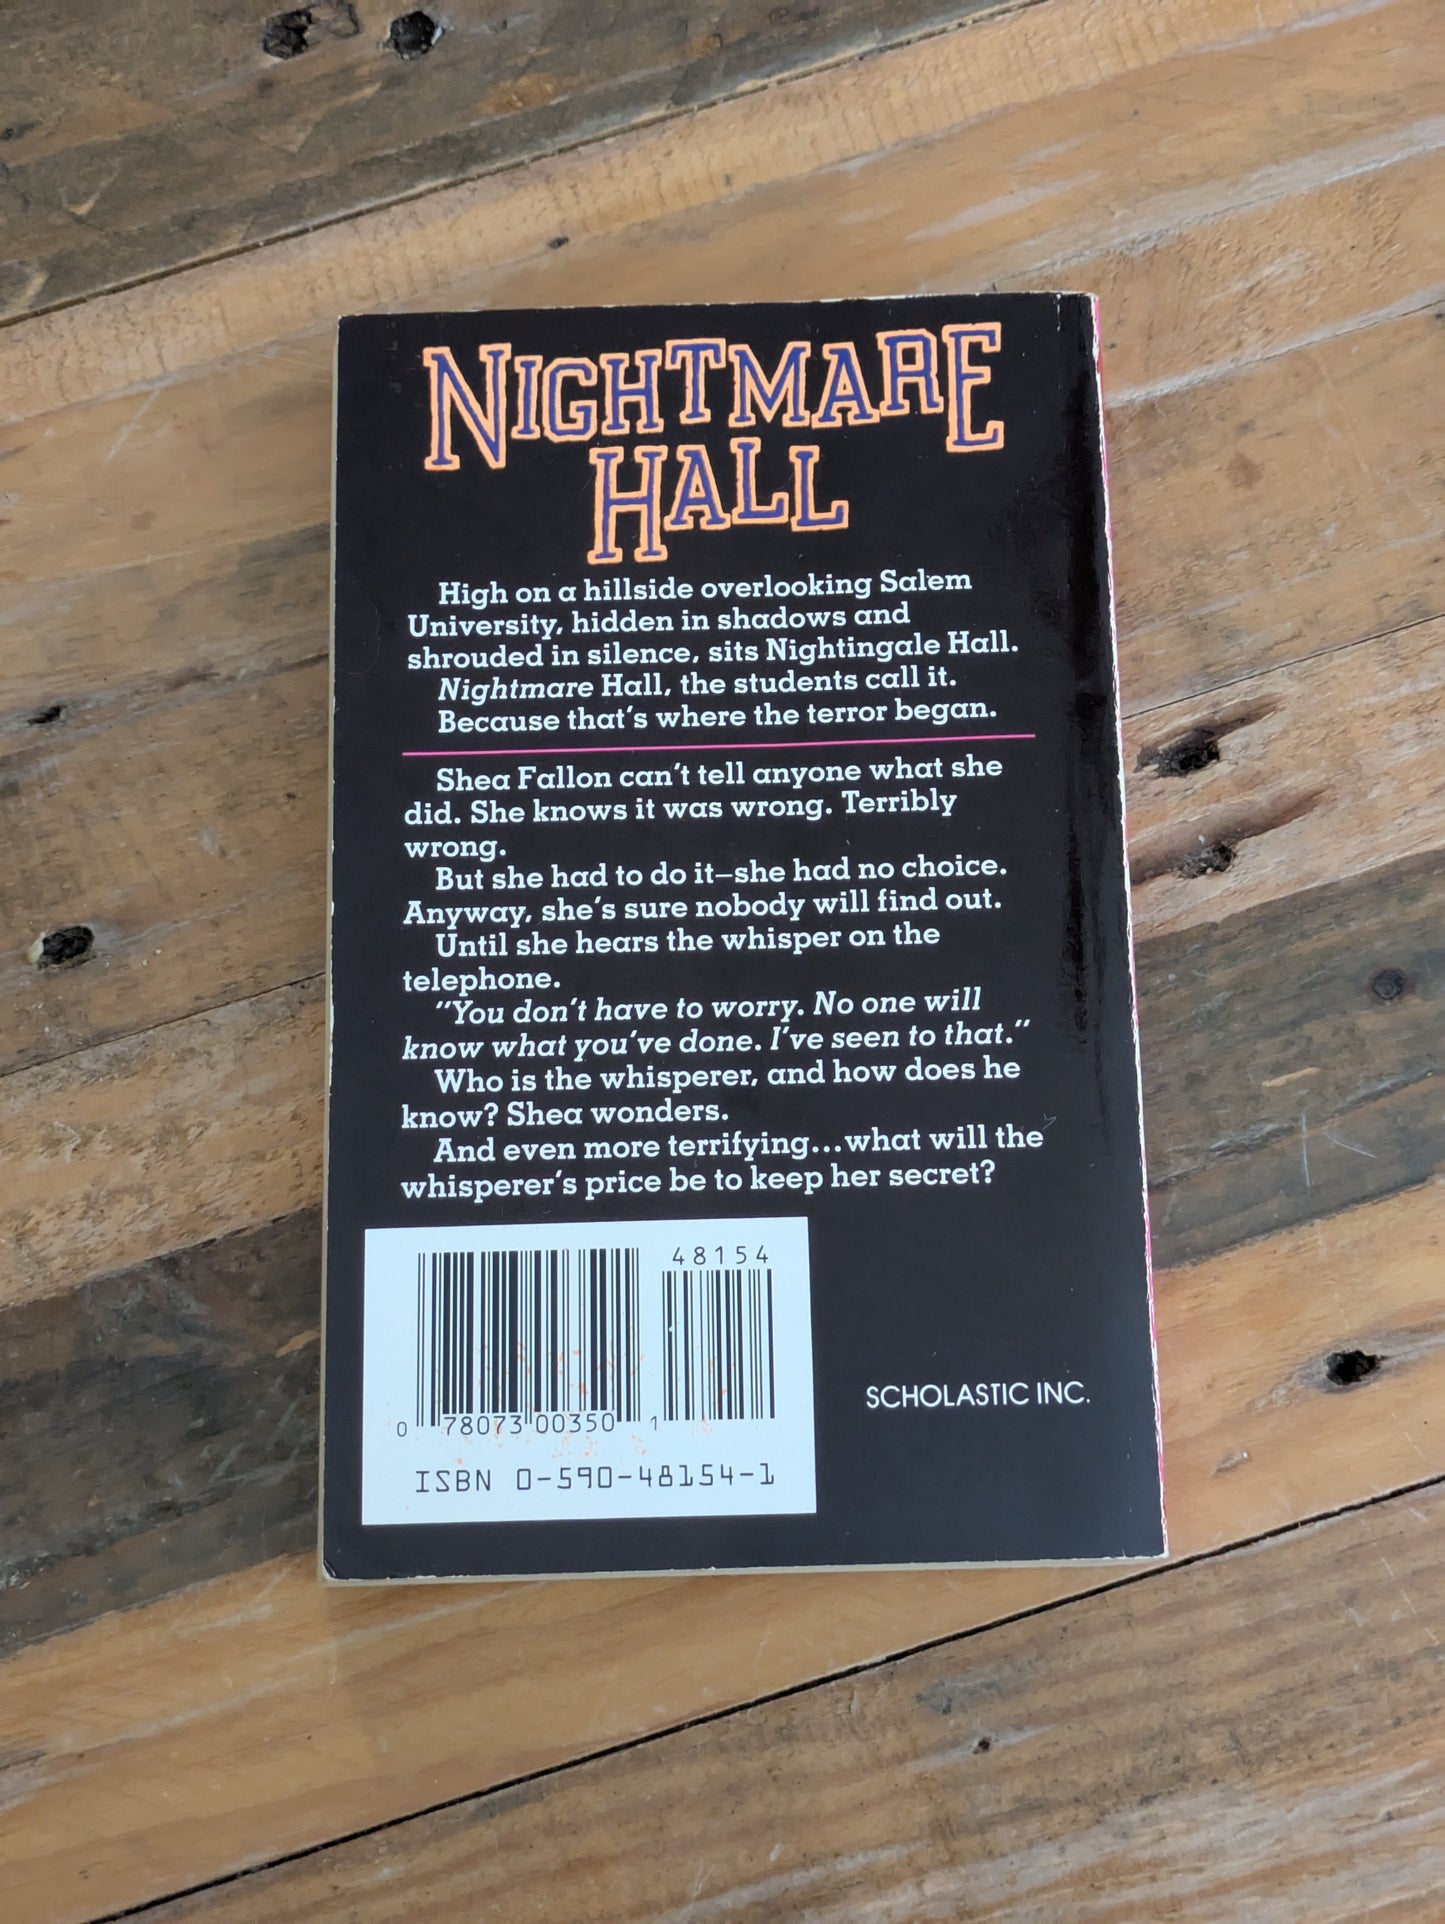 NIGHTMARE
HALL
High on a hillside overlooking Salem
University, hidden in shadows and
shrouded in silence, sits Nightingale Hall.
Nightmare Hall, the students call it.
Because that's where the terror began.
Shea Fallon can't tell anyone what she
did. She knows it was wrong. Terribly
wrong.
But she had to do it—she had no choice.
Anyway, she's sure nobody will find out.
Until she hears the whisper on the
telephone.
"You don't have to worry. No one will
know what you've done. I've seen to that."
Who is the whisperer, and how does he
know? Shea wonders.
And even more terrifying...what will the
whisperer's price be to keep her secret?
48154
0 78073 00350 1
ISBN 0-590-48154-1
SCHOLASTIC INC.